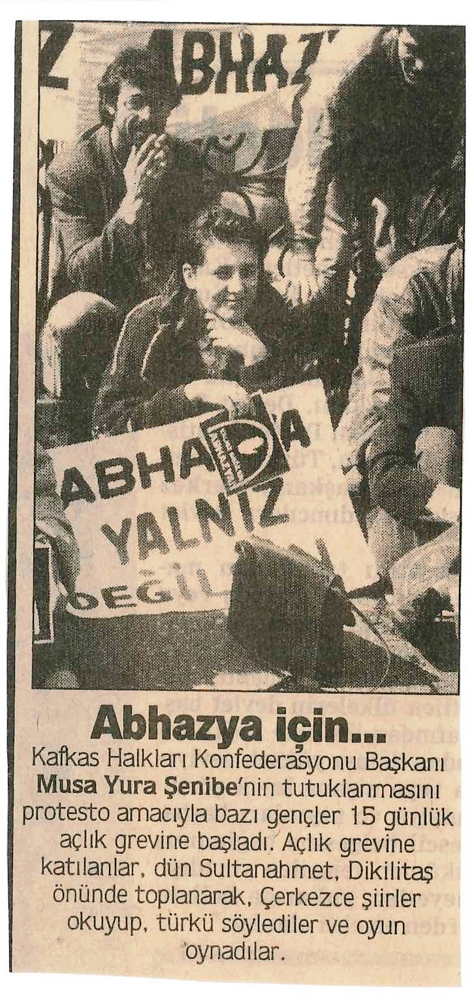 Z ABHAZ
ABHA A
YALNIZ
DEĞİL
Abhazya için...
Kafkas Halkları Konfederasyonu Başkanı
Musa Yura Şenibe'nin tutuklanmasını
protesto amacıyla bazı gençler 15 günlük
açlık grevine başladı. Açlık grevine
katılanlar, dün Sultanahmet, Dikilitaş
önünde toplanarak, Çerkezce şiirler
okuyup, türkü söylediler ve oyun
oynadılar.